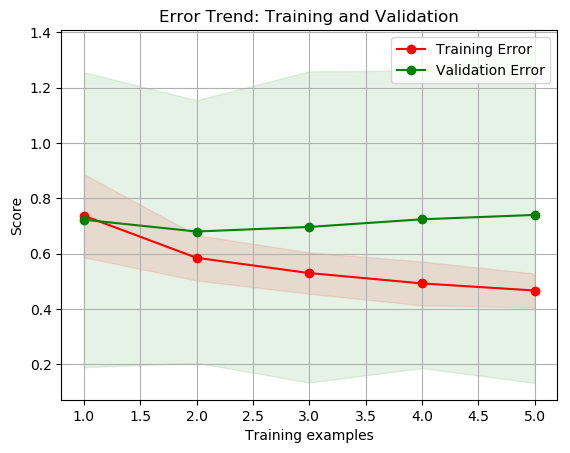 Error Trend: Training and Validation
1.4
1.2
1.0
0.8
0.6
0.4
0.2
Score
Training Error
Validation Error
1.0 1.5 2.0 2.5 3.0 3.5 4.0 4.5 5.0
Training examples